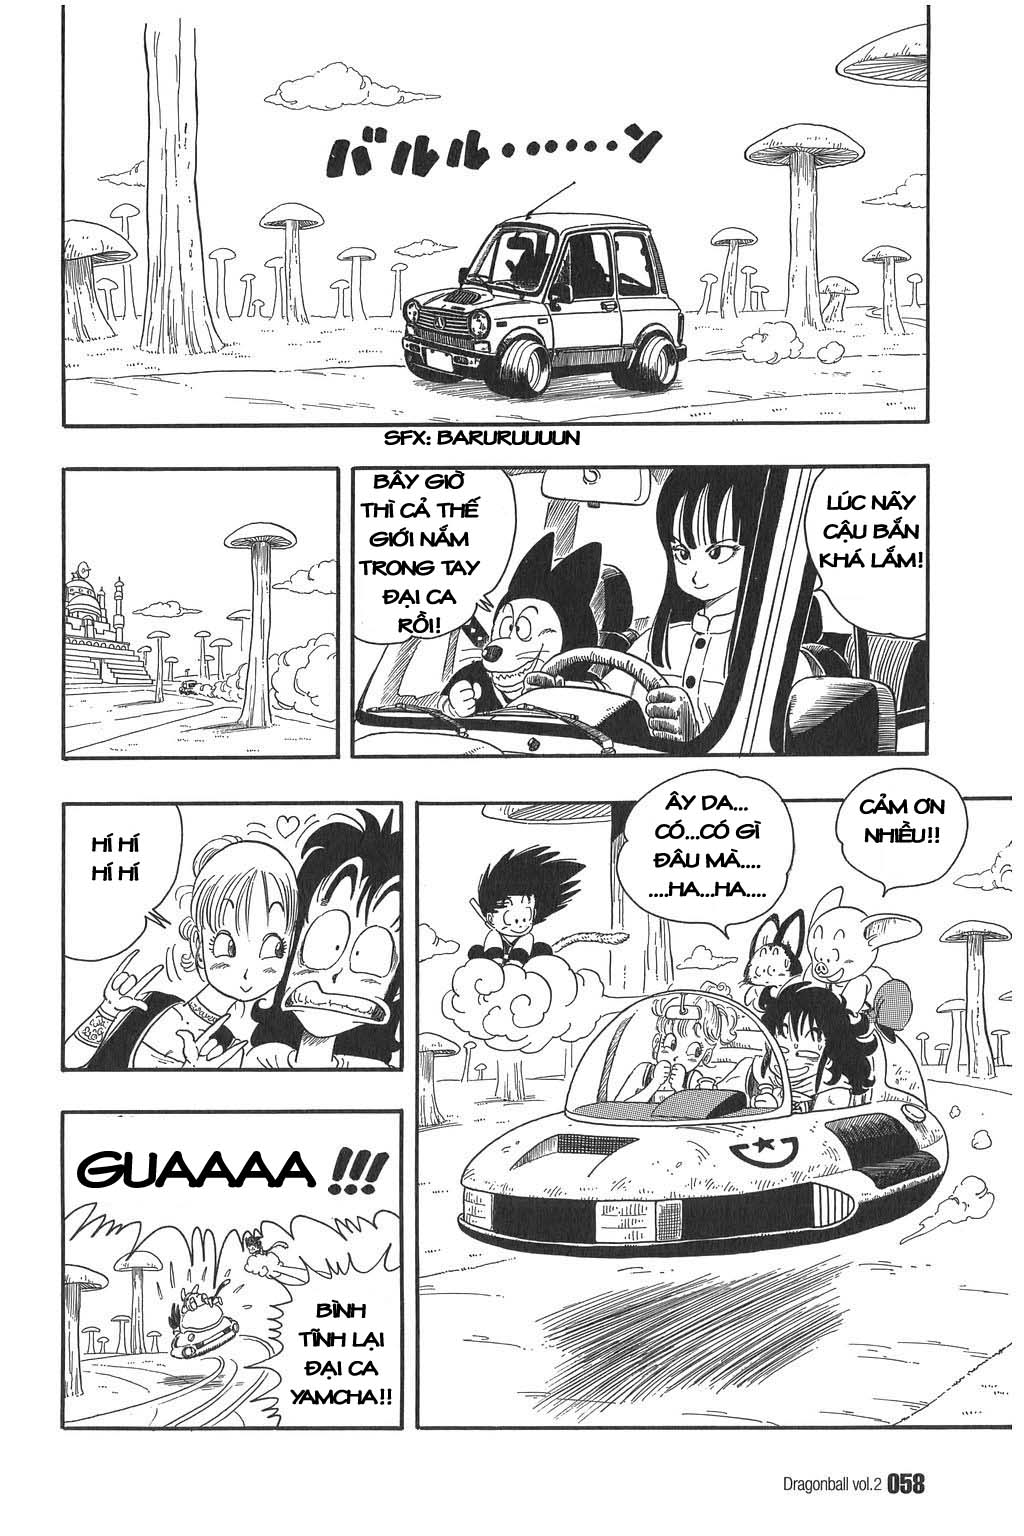 バルル・・・・・・・ン
SFX: BARURUUUUN
LÚC NÃY
CẬU BẮN
KHÁ LẮM!
BÂY GIỜ
THÌ CẢ THẾ
GIỚI NẮM
TRONG TAY
ĐẠI CA
RỒI!
CẢM ƠN
NHIỀU!!
ÂY DA...
CÓ...CÓ GÌ
ĐÂU MÀ....
....HA...HA....
HÍ HÍ
HÍ HÍ
GUAAAA !!!
BÌNH
TĨNH LẠI
ĐẠI CA
YAMCHA!!
Dragonball vol.2 058